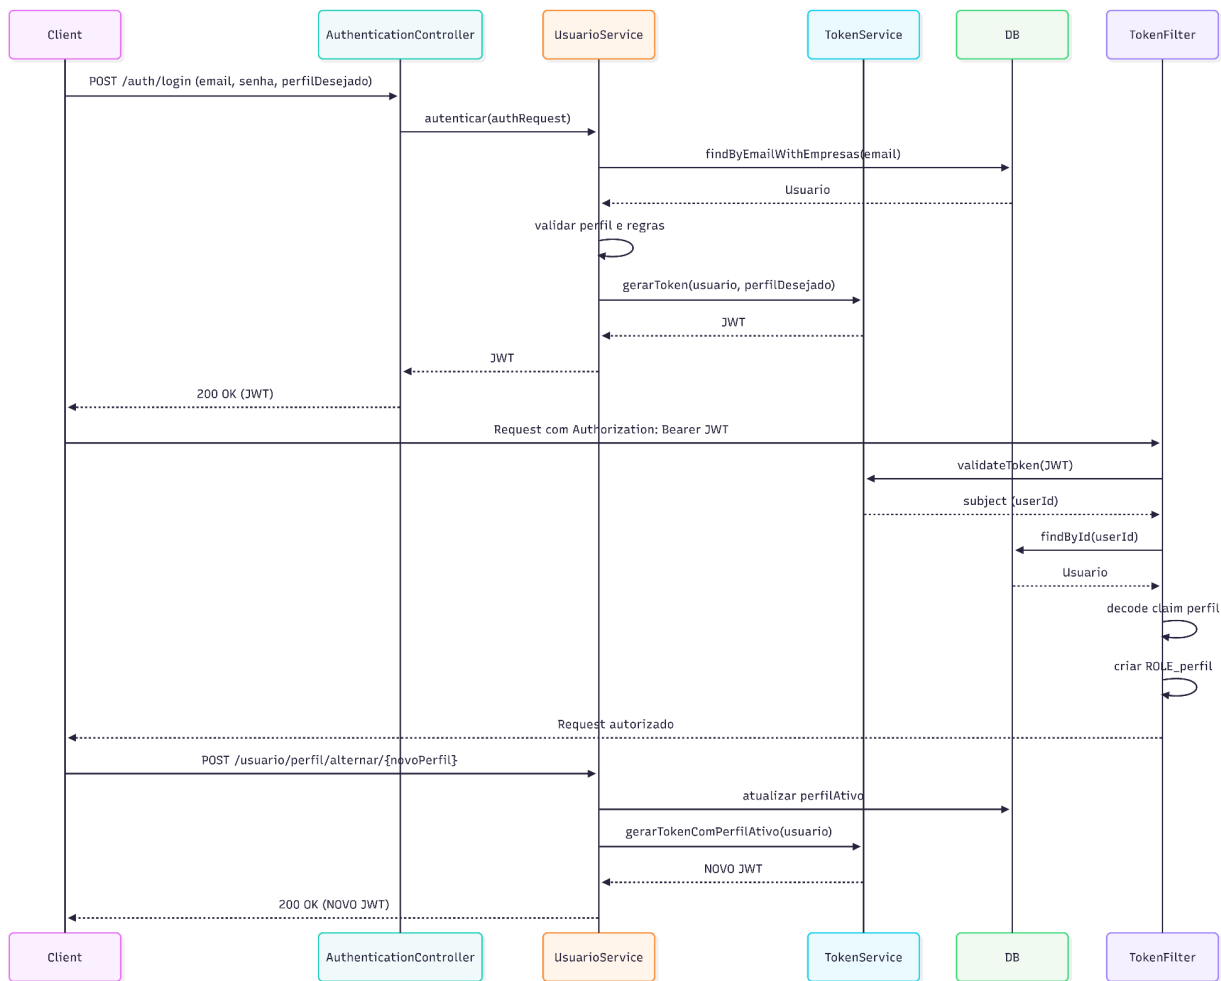 Client
AuthenticationController
UsuarioService
TokenService
DB
TokenFilter
POST /auth/login (email, senha, perfilDesejado)
autenticar(authRequest)
findByEmailWithEmpresas(email)
Usuario
validar perfil e regras
gerarToken(usuario, perfilDesejado)
JWT
JWT
200 OK (JWT)
Request com Authorization: Bearer JWT
validateToken(JWT)
subject (userId)
findById(userId)
Usuario
decode claim perfil
criar ROLE_perfil
Request autorizado
POST /usuario/perfil/alternar/{novoPerfil}
atualizar perfilAtivo
gerarTokenComPerfilAtivo(usuario)
NOVO JWT
200 OK (NOVO JWT)
Client
AuthenticationController
UsuarioService
TokenService
DB
TokenFilter